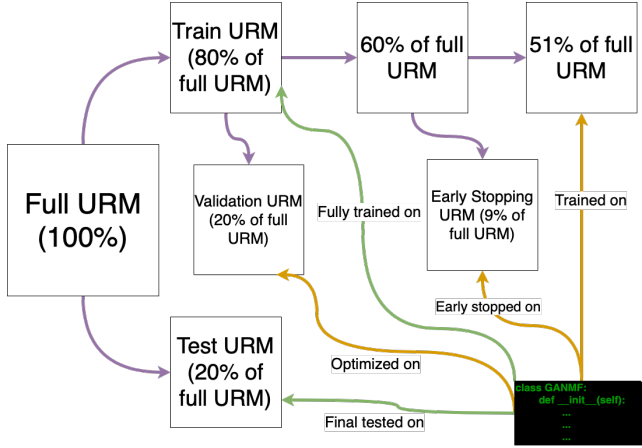 Train URM
(80% of
full URM)
60% of full
URM
51% of full
URM
Full URM
(100%)
Validation URM
(20% of full
URM)
Fully trained on
Early Stopping
URM (9% of
full URM)
Trained on
Early stopped on
Test URM
(20% of
full URM)
Optimized on
Final tested on
class GANMF:
def __init__(self):
...
...
...